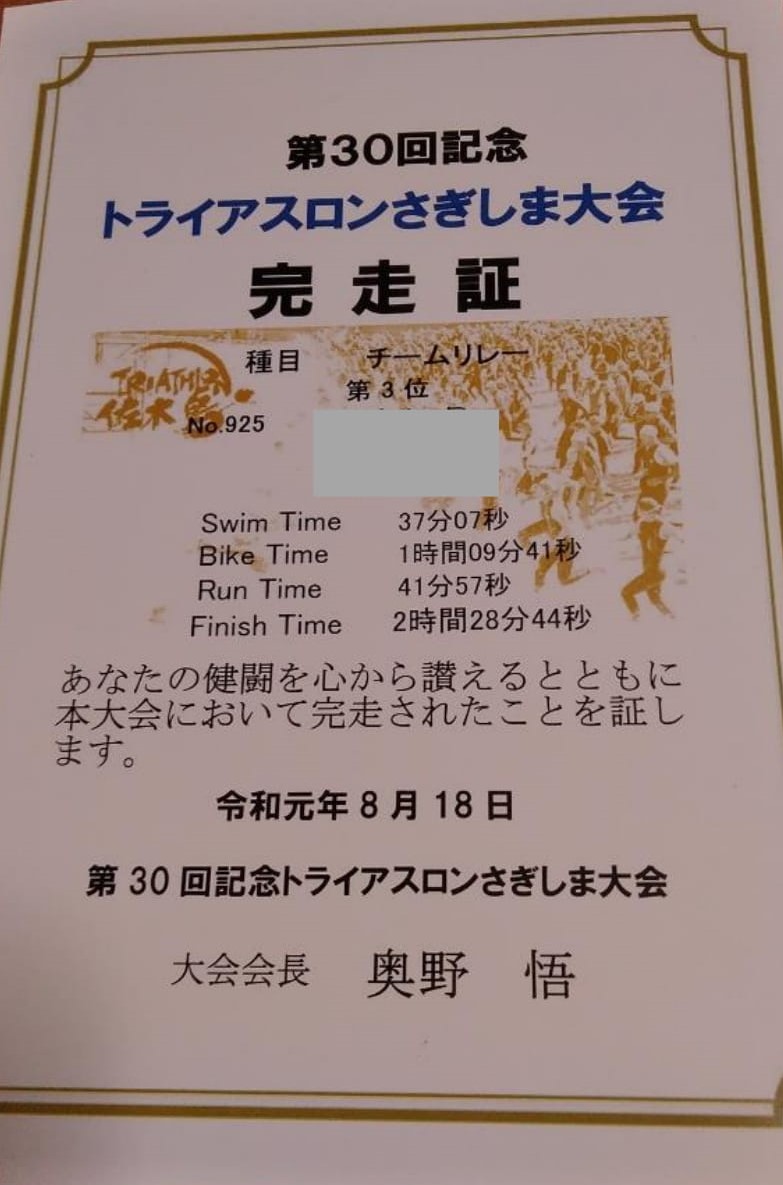 第30回記念
トライアスロンさぎしま大会
完走証
TRIATHLON
佐木島
種目 チームリレー
第3位
No.925
Swim Time 37分07秒
Bike Time 1時間09分41秒
Run Time 41分57秒
Finish Time 2時間28分44秒
あなたの健闘を心から讃えるとともに
本大会において完走されたことを証し
ます。
令和元年8月18日
第30回記念トライアスロンさぎしま大会
大会会長 奥野 悟